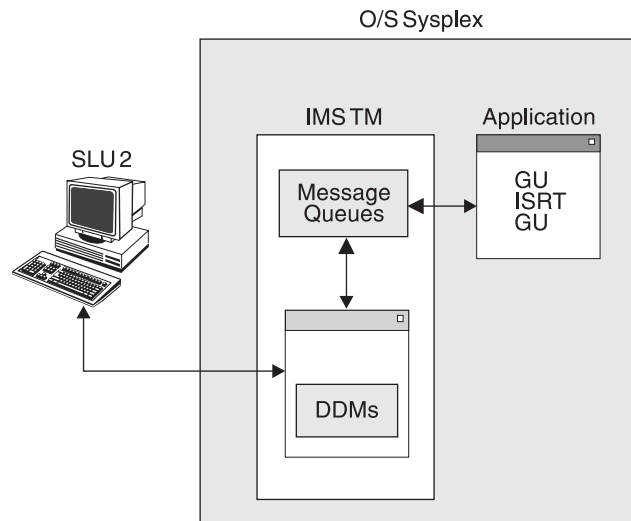 O/S Sysplex
IMS TM
Application
SLU 2
Message
Queues
GU
ISRT
GU
DDMs